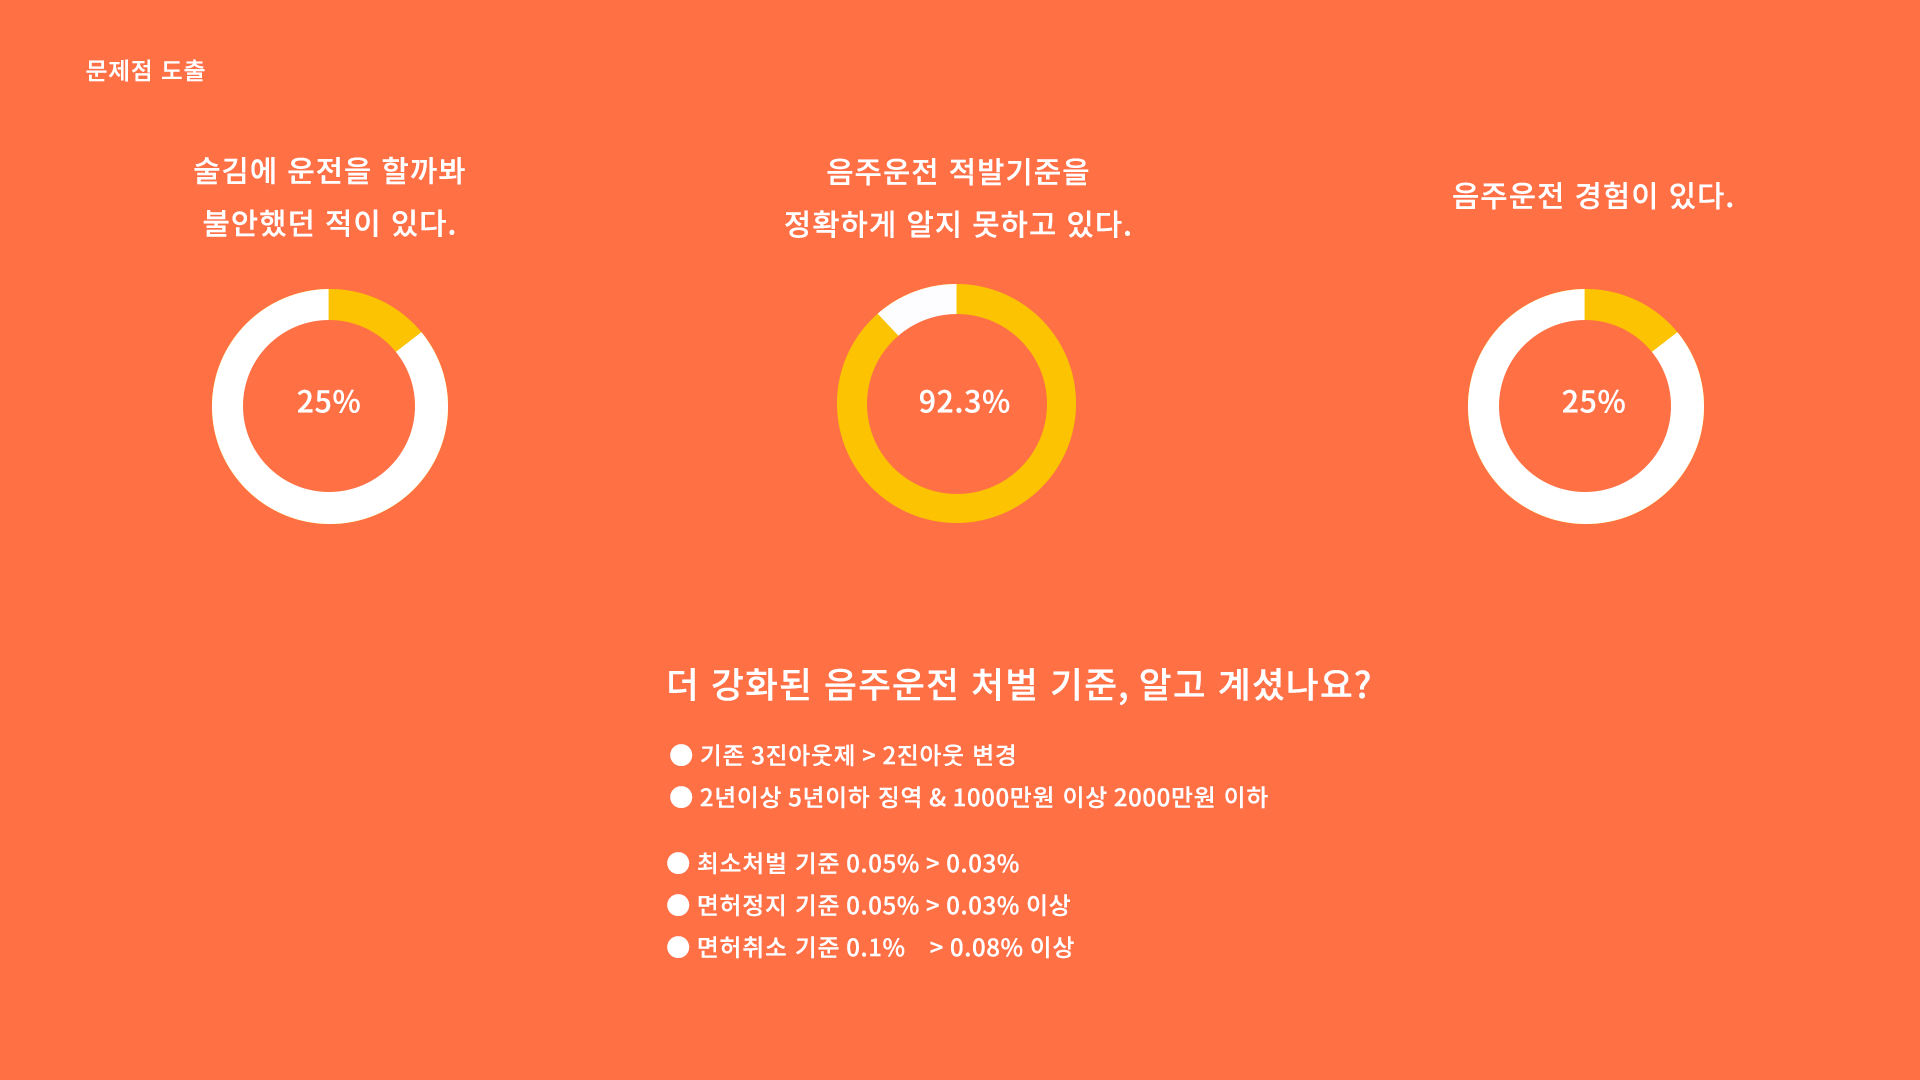 문제점 도출
술김에 운전을 할까봐
불안했던 적이 있다.
25%
음주운전 적발기준을
정확하게 알지 못하고 있다.
92.3%
음주운전 경험이 있다.
25%
더 강화된 음주운전 처벌 기준, 알고 계셨나요?
● 기존 3진아웃제 > 2진아웃 변경
● 2년이상 5년이하 징역 & 1000만원 이상 2000만원 이하
● 최소처벌 기준 0.05% > 0.03%
● 면허정지 기준 0.05% > 0.03% 이상
● 면허취소 기준 0.1% > 0.08% 이상